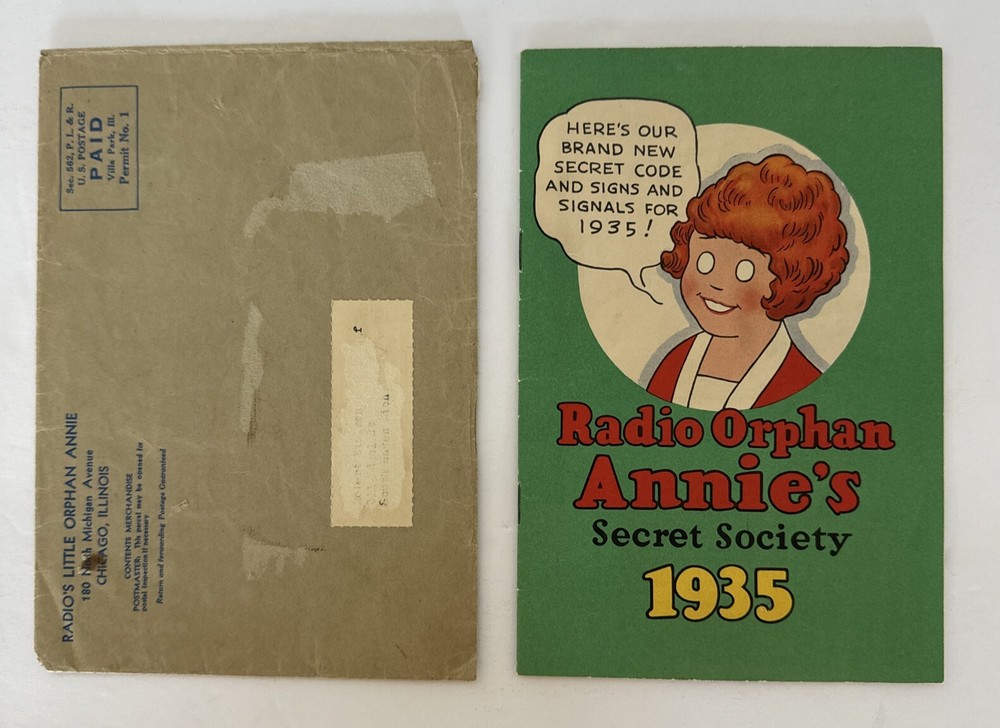 Sec. 562, P. L. & R.
U. S. POSTAGE
PAID
Villa Park, Ill.
Permit No. 1
RADIO'S LITTLE ORPHAN ANNIE
180 North Michigan Avenue
CHICAGO, ILLINOIS
CONTENTS MERCHANDISE
POSTMASTER: This parcel may be opened for
postal inspection if necessary
Return and Forwarding Postage Guaranteed
HERE'S OUR
BRAND NEW
SECRET CODE
AND SIGNS AND
SIGNALS FOR
1935!
Radio Orphan
Annie's
Secret Society
1935